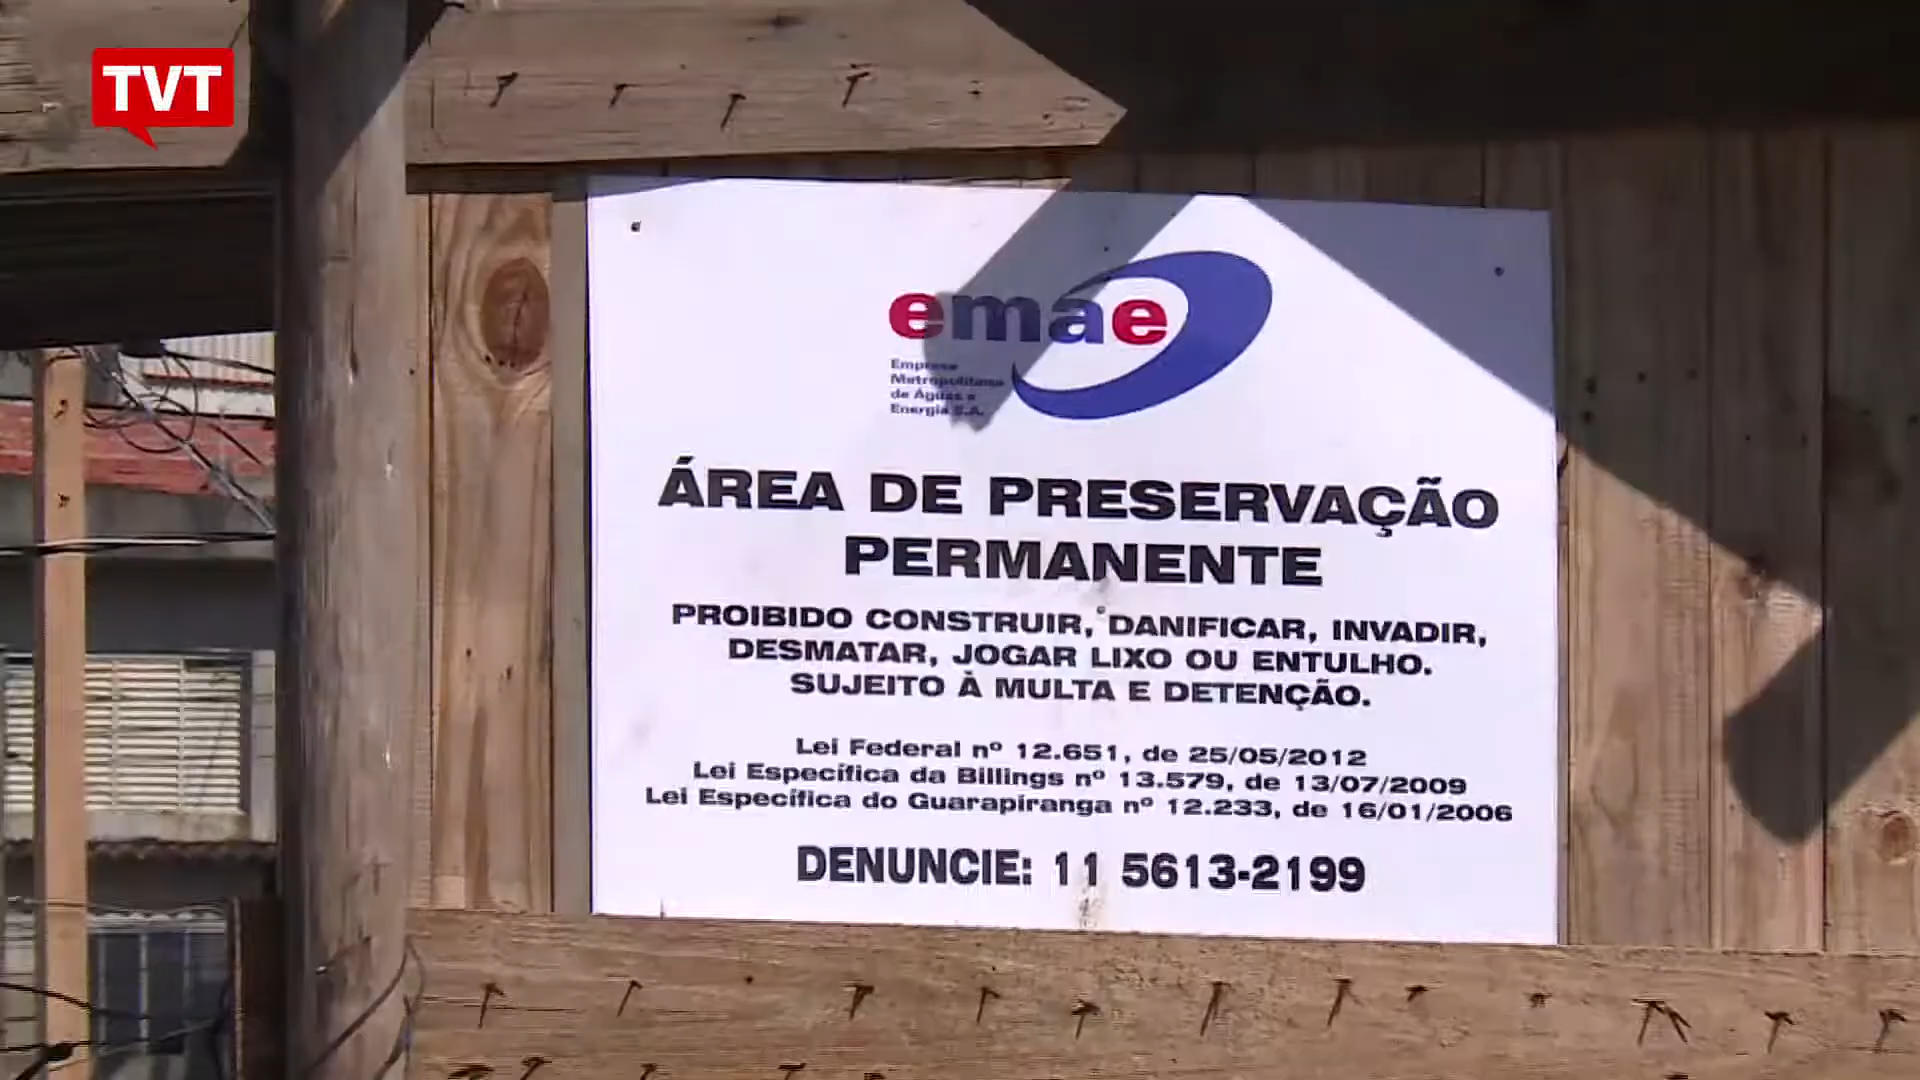 TVT
emae
Empresa
Metropolitana
de Águas e
Energia S.A.
ÁREA DE PRESERVAÇÃO
PERMANENTE
PROIBIDO CONSTRUIR, DANIFICAR, INVADIR,
DESMATAR, JOGAR LIXO OU ENTULHO.
SUJEITO À MULTA E DETENÇÃO.
Lei Federal nº 12.651, de 25/05/2012
Lei Específica da Billings nº 13.579, de 13/07/2009
Lei Específica do Guarapiranga nº 12.233, de 16/01/2006
DENUNCIE: 11 5613-2199